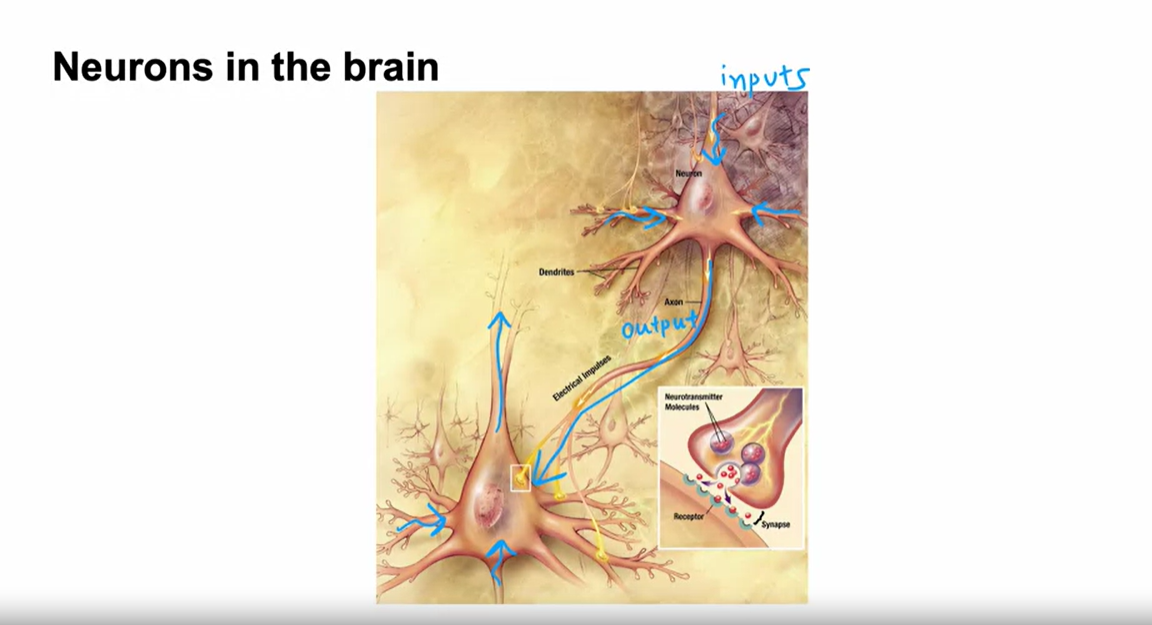 Neurons in the brain
inputs
Neuron
Dendrites
Axon
output
Electrical Impulses
Neurotransmitter
Molecules
Receptor
Synapse